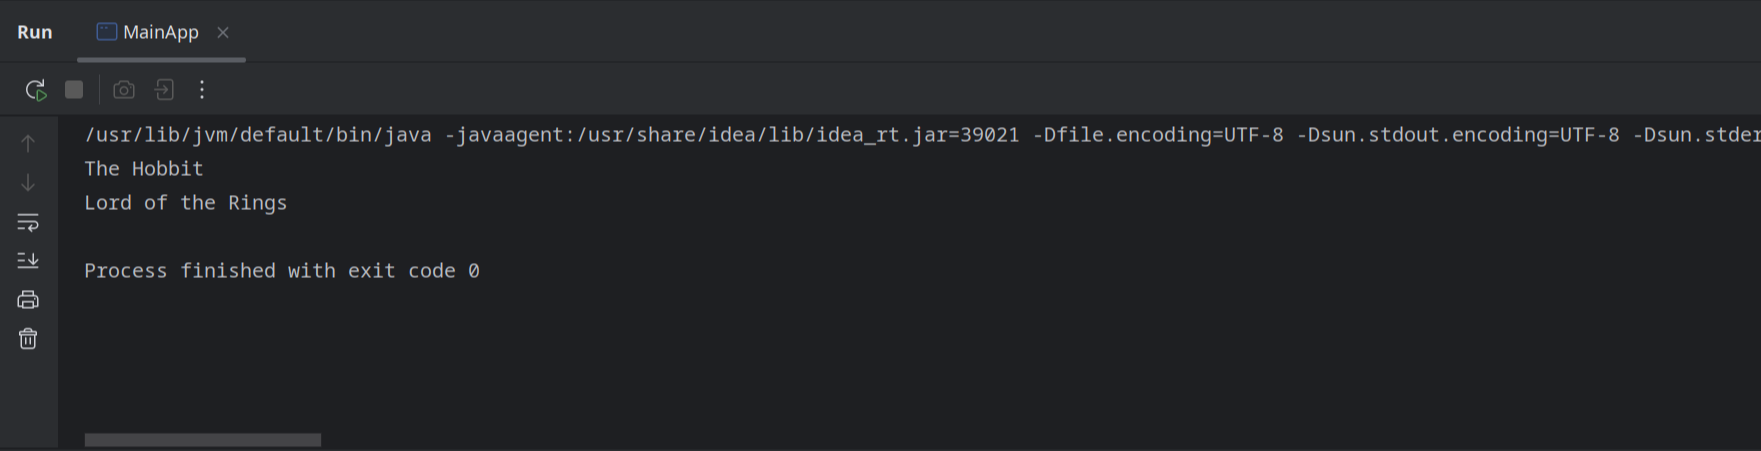 Run MainApp
/usr/lib/jvm/default/bin/java -javaagent:/usr/share/idea/lib/idea_rt.jar=39021 -Dfile.encoding=UTF-8 -Dsun.stdout.encoding=UTF-8 -Dsun.stder
The Hobbit
Lord of the Rings
Process finished with exit code 0